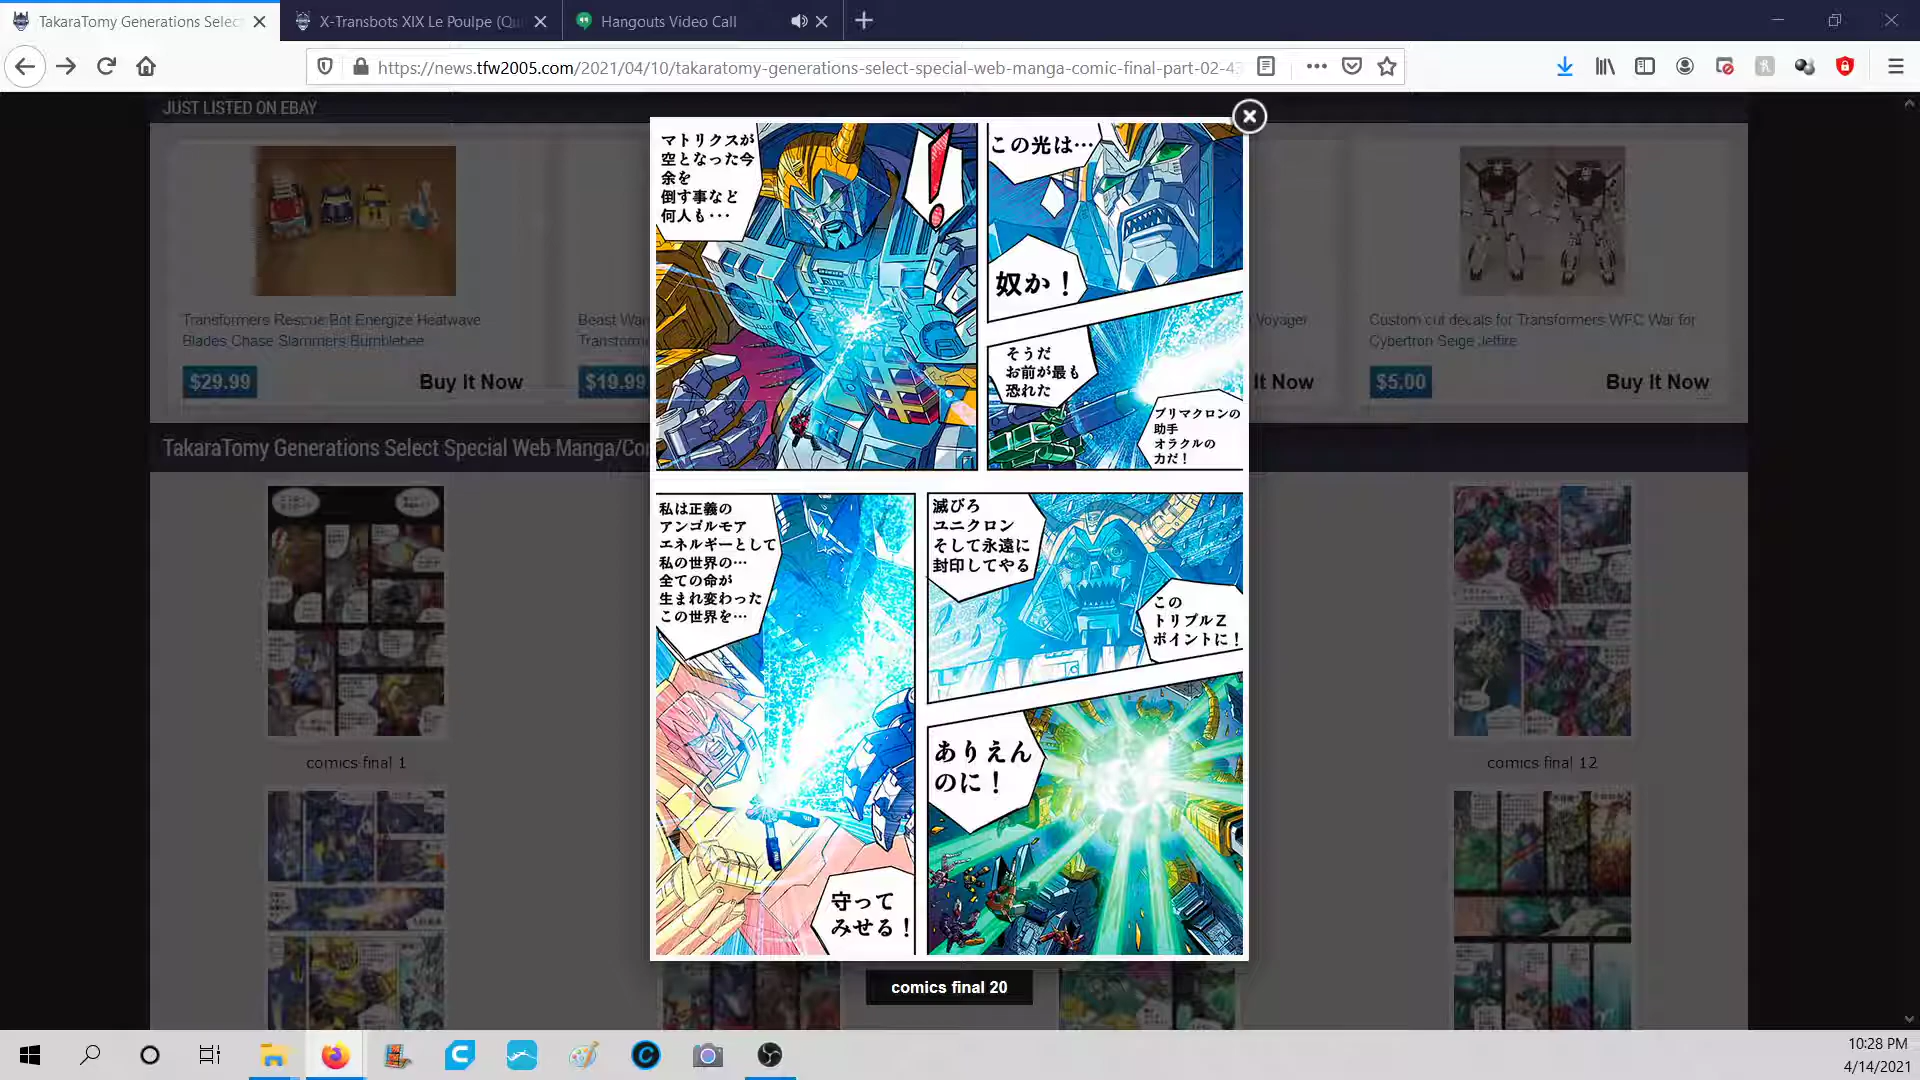 TakaraTomy Generations Selec
X-Transbots XIX Le Poulpe (Qu
Hangouts Video Call
https://news.tfw2005.com/2021/04/10/takaratomy-generations-select-special-web-manga-comic-final-part-02-43
JUST LISTED ON EBAY
Transformers Rescue Bot Energize Heatwave
Blades Chase Slammers Bumblebee
$29.99
Buy It Now
Beast Wa
Transform
$19.99
Voyager
It Now
Custom cut decals for Transformers WFC War for
Cybertron Seige Jetfire
$5.00
Buy It Now
TakaraTomy Generations Select Special Web Manga/Co
マトリクスが
空となった今
余を
倒す事など
何人も･･･
!
この光は…
奴か！
そうだ
お前が最も
恐れた
プリマクロンの
助手
オラクルの
力だ！
私は正義の
アンゴルモア
エネルギーとして
私の世界の…
全ての命が
生まれ変わった
この世界を…
守って
みせる！
滅びろ
ユニクロン
そして永遠に
封印してやる
この
トリプルZ
ポイントに！
ありえん
のに！
comics final 1
comics final 12
comics final 20
10:28 PM
4/14/2021